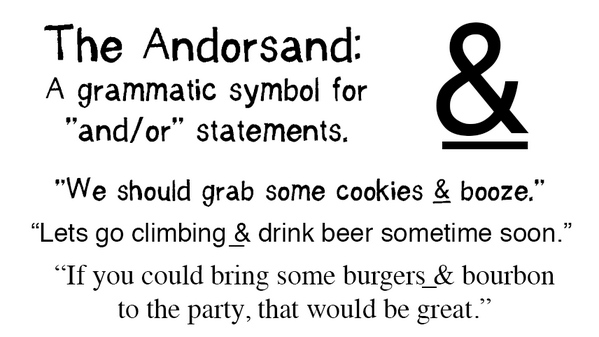 The Andorsand:
A grammatic symbol for
"and/or" statements.
&
"We should grab some cookies & booze."
“Lets go climbing & drink beer sometime soon.”
“If you could bring some burgers & bourbon
to the party, that would be great.”